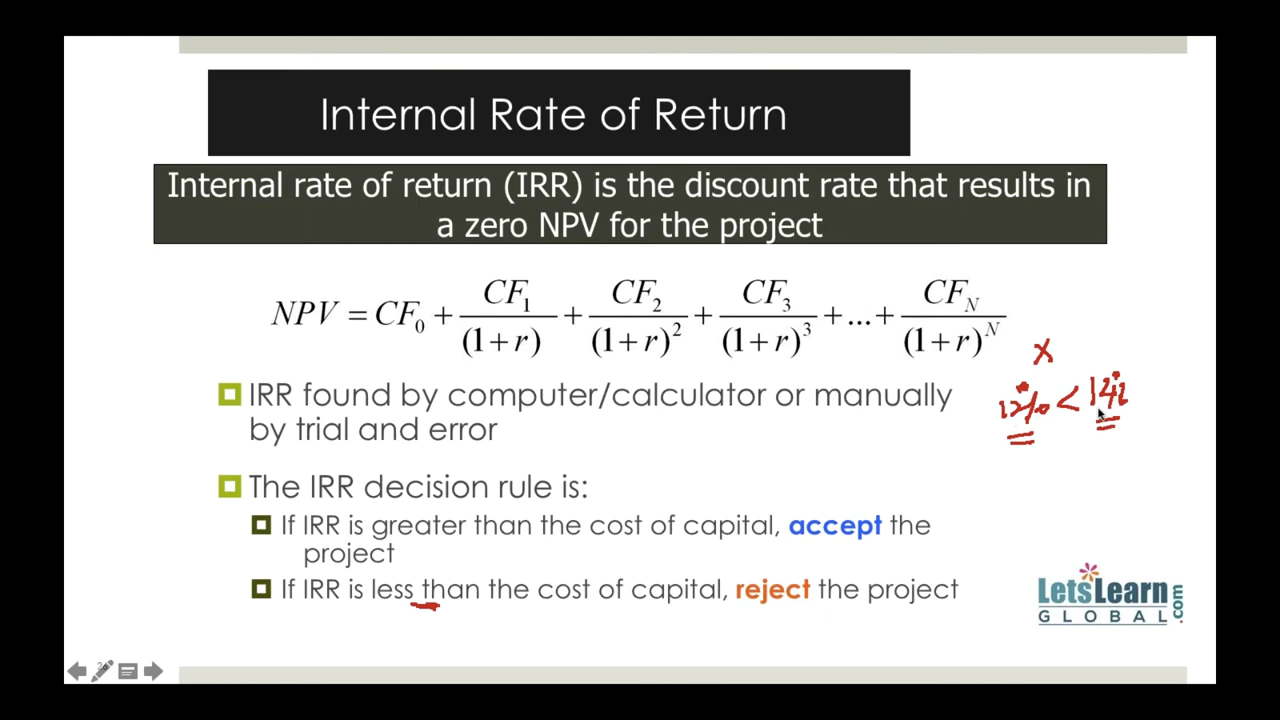 Internal Rate of Return
Internal rate of return (IRR) is the discount rate that results in
a zero NPV for the project
NPV = CF₀ + CF₁/(1+r) + CF₂/(1+r)² + CF₃/(1+r)³ + ... + CF_N/(1+r)^N
X
12% < 14%
IRR found by computer/calculator or manually
by trial and error
The IRR decision rule is:
If IRR is greater than the cost of capital, accept the
project
If IRR is less than the cost of capital, reject the project
LetsLearn
GLOBAL.com